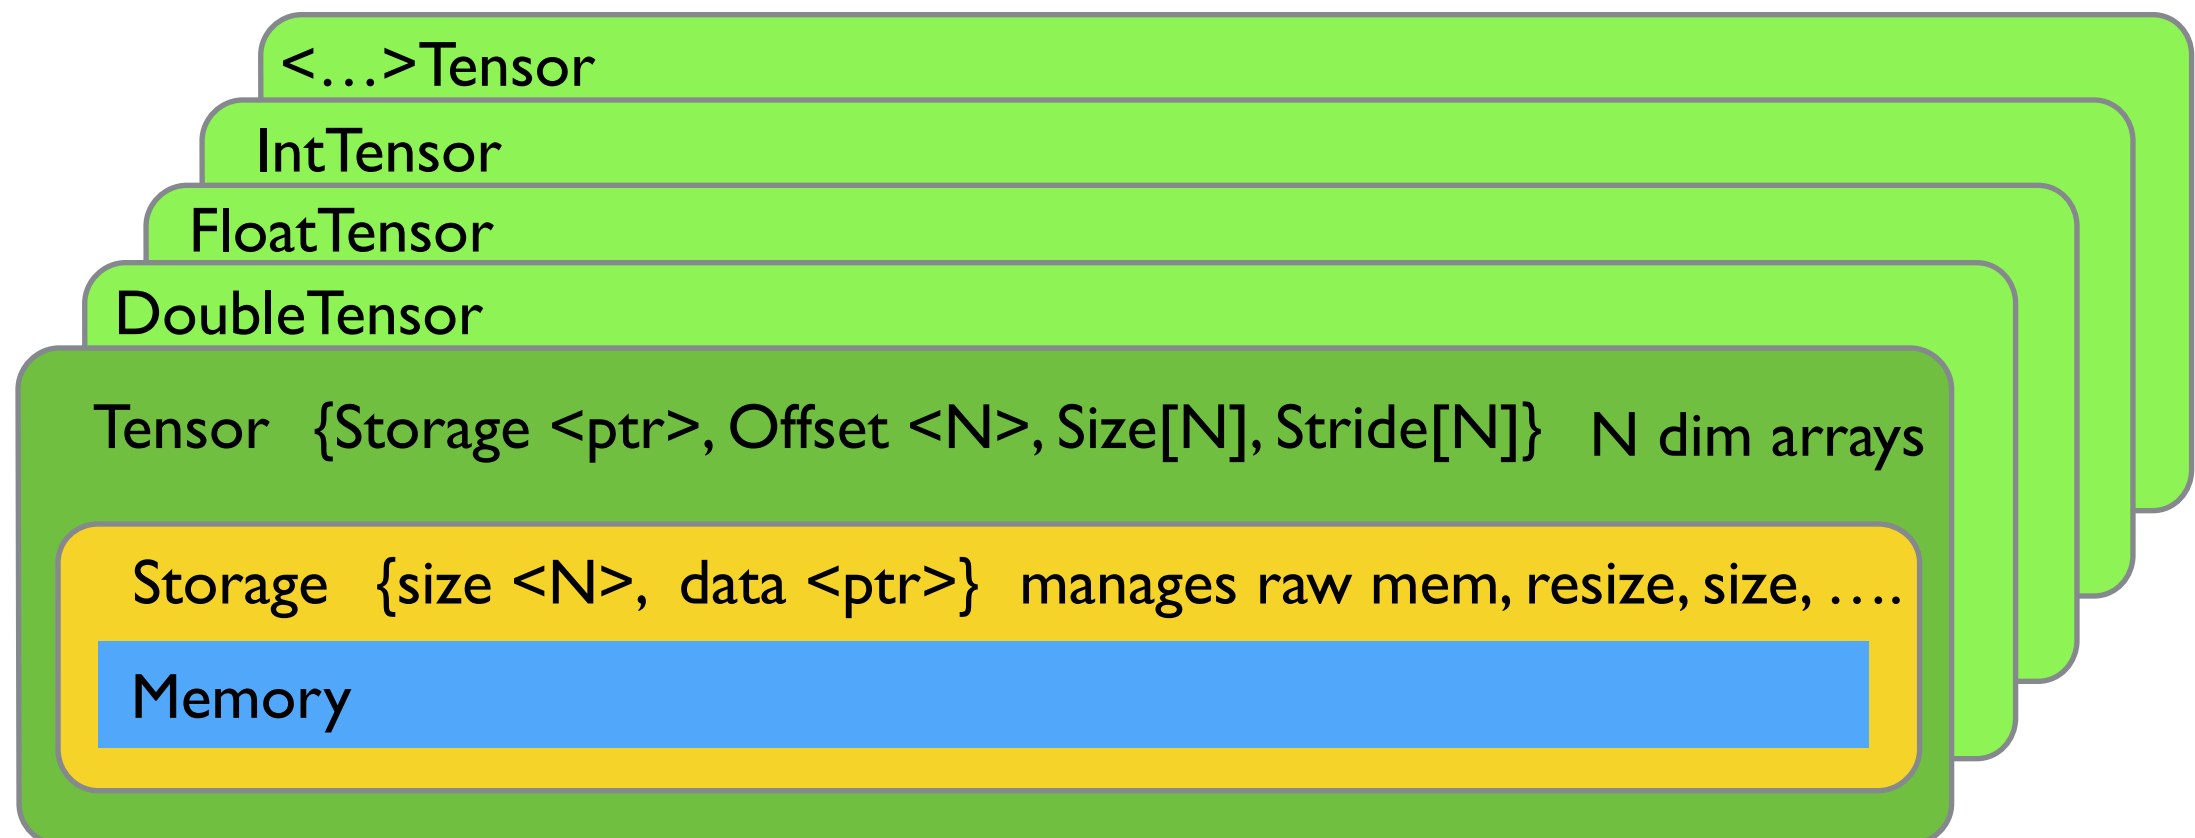 <...>Tensor
IntTensor
FloatTensor
DoubleTensor
Tensor {Storage <ptr>, Offset <N>, Size[N], Stride[N]} N dim arrays
Storage {size <N>, data <ptr>} manages raw mem, resize, size, ....
Memory